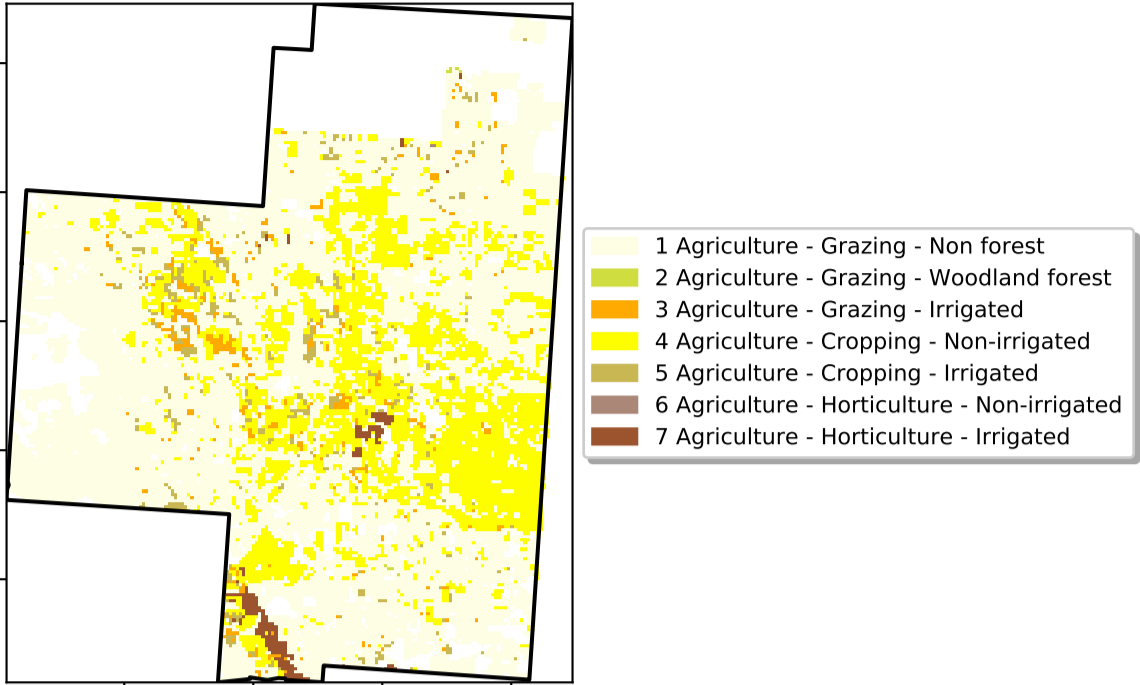 1 Agriculture - Grazing - Non forest
2 Agriculture - Grazing - Woodland forest
3 Agriculture - Grazing - Irrigated
4 Agriculture - Cropping - Non-irrigated
5 Agriculture - Cropping - Irrigated
6 Agriculture - Horticulture - Non-irrigated
7 Agriculture - Horticulture - Irrigated